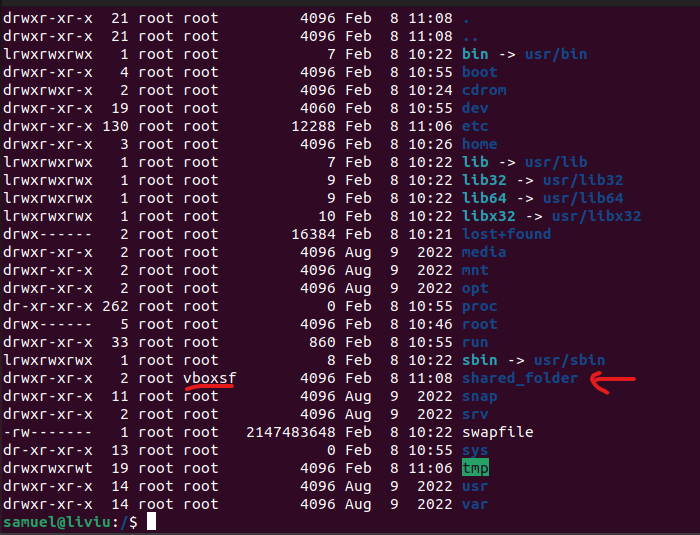 drwxr-xr-x  21 root root         4096 Feb  8 11:08 .
drwxr-xr-x  21 root root         4096 Feb  8 11:08 ..
lrwxrwxrwx   1 root root            7 Feb  8 10:22 bin -> usr/bin
drwxr-xr-x   4 root root         4096 Feb  8 10:55 boot
drwxrwxr-x   2 root root         4096 Feb  8 10:24 cdrom
drwxr-xr-x  19 root root         4060 Feb  8 10:55 dev
drwxr-xr-x 130 root root        12288 Feb  8 11:06 etc
drwxr-xr-x   3 root root         4096 Feb  8 10:26 home
lrwxrwxrwx   1 root root            7 Feb  8 10:22 lib -> usr/lib
lrwxrwxrwx   1 root root            9 Feb  8 10:22 lib32 -> usr/lib32
lrwxrwxrwx   1 root root            9 Feb  8 10:22 lib64 -> usr/lib64
lrwxrwxrwx   1 root root           10 Feb  8 10:22 libx32 -> usr/libx32
drwx------   2 root root        16384 Feb  8 10:21 lost+found
drwxr-xr-x   2 root root         4096 Aug  9  2022 media
drwxr-xr-x   2 root root         4096 Aug  9  2022 mnt
drwxr-xr-x   2 root root         4096 Aug  9  2022 opt
dr-xr-xr-x 262 root root            0 Feb  8 10:55 proc
drwx------   5 root root         4096 Feb  8 10:46 root
drwxr-xr-x  33 root root          860 Feb  8 10:55 run
lrwxrwxrwx   1 root root            8 Feb  8 10:22 sbin -> usr/sbin
drwxr-xr-x   2 root vboxsf       4096 Feb  8 11:08 shared_folder
drwxr-xr-x  11 root root         4096 Aug  9  2022 snap
drwxr-xr-x   2 root root         4096 Aug  9  2022 srv
-rw-------   1 root root   2147483648 Feb  8 10:22 swapfile
dr-xr-xr-x  13 root root            0 Feb  8 10:55 sys
drwxrwxrwt  19 root root         4096 Feb  8 11:06 tmp
drwxr-xr-x  14 root root         4096 Aug  9  2022 usr
drwxr-xr-x  14 root root         4096 Aug  9  2022 var
samuel@liviu:/$